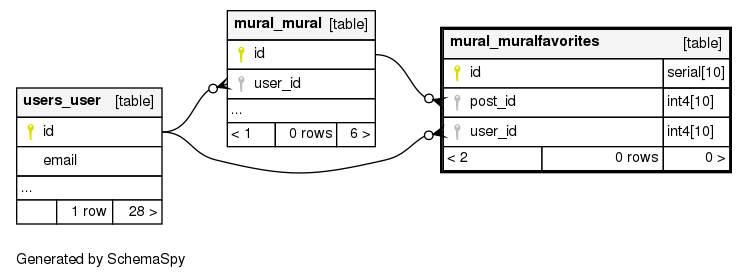 users_user [table]
id
email
...
1 row 28 >
mural_mural [table]
id
user_id
...
< 1 0 rows 6 >
mural_muralfavorites [table]
id serial[10]
post_id int4[10]
user_id int4[10]
< 2 0 rows 0 >
Generated by SchemaSpy